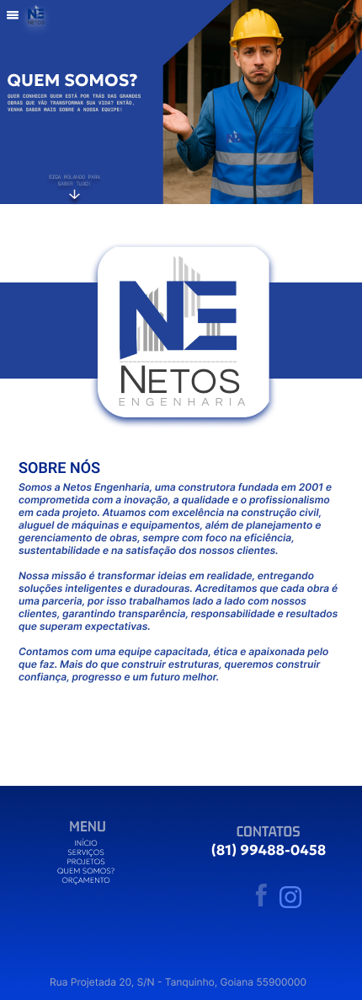 QUEM SOMOS?
QUER CONHECER QUEM ESTÁ POR TRÁS DAS GRANDES
OBRAS QUE VÃO TRANSFORMAR SUA VIDA? ENTÃO,
VENHA SABER MAIS SOBRE A NOSSA EQUIPE!
SIGA ROLANDO PARA
SABER TUDO!
NE
NETOS
ENGENHARIA
SOBRE NÓS
Somos a Netos Engenharia, uma construtora fundada em 2001 e
comprometida com a inovação, a qualidade e o profissionalismo
em cada projeto. Atuamos com excelência na construção civil,
aluguel de máquinas e equipamentos, além de planejamento e
gerenciamento de obras, sempre com foco na eficiência,
sustentabilidade e na satisfação dos nossos clientes.
Nossa missão é transformar ideias em realidade, entregando
soluções inteligentes e duradouras. Acreditamos que cada obra é
uma parceria, por isso trabalhamos lado a lado com nossos
clientes, garantindo transparência, responsabilidade e resultados
que superam expectativas.
Contamos com uma equipe capacitada, ética e apaixonada pelo
que faz. Mais do que construir estruturas, queremos construir
confiança, progresso e um futuro melhor.
MENU
INÍCIO
SERVIÇOS
PROJETOS
QUEM SOMOS?
ORÇAMENTO
CONTATOS
(81) 99488-0458
Rua Projetada 20, S/N - Tanquinho, Goiana 55900000